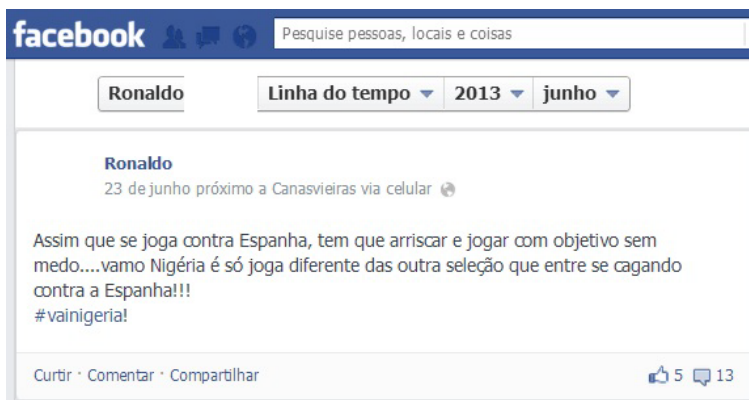 facebook Pesquise pessoas, locais e coisas
Ronaldo Linha do tempo 2013 junho
Ronaldo
23 de junho próximo a Canasvieiras via celular
Assim que se joga contra Espanha, tem que arriscar e jogar com objetivo sem
medo....vamo Nigéria é só joga diferente das outra seleção que entre se cagando
contra a Espanha!!!
#vainigeria!
Curtir · Comentar · Compartilhar 5 13